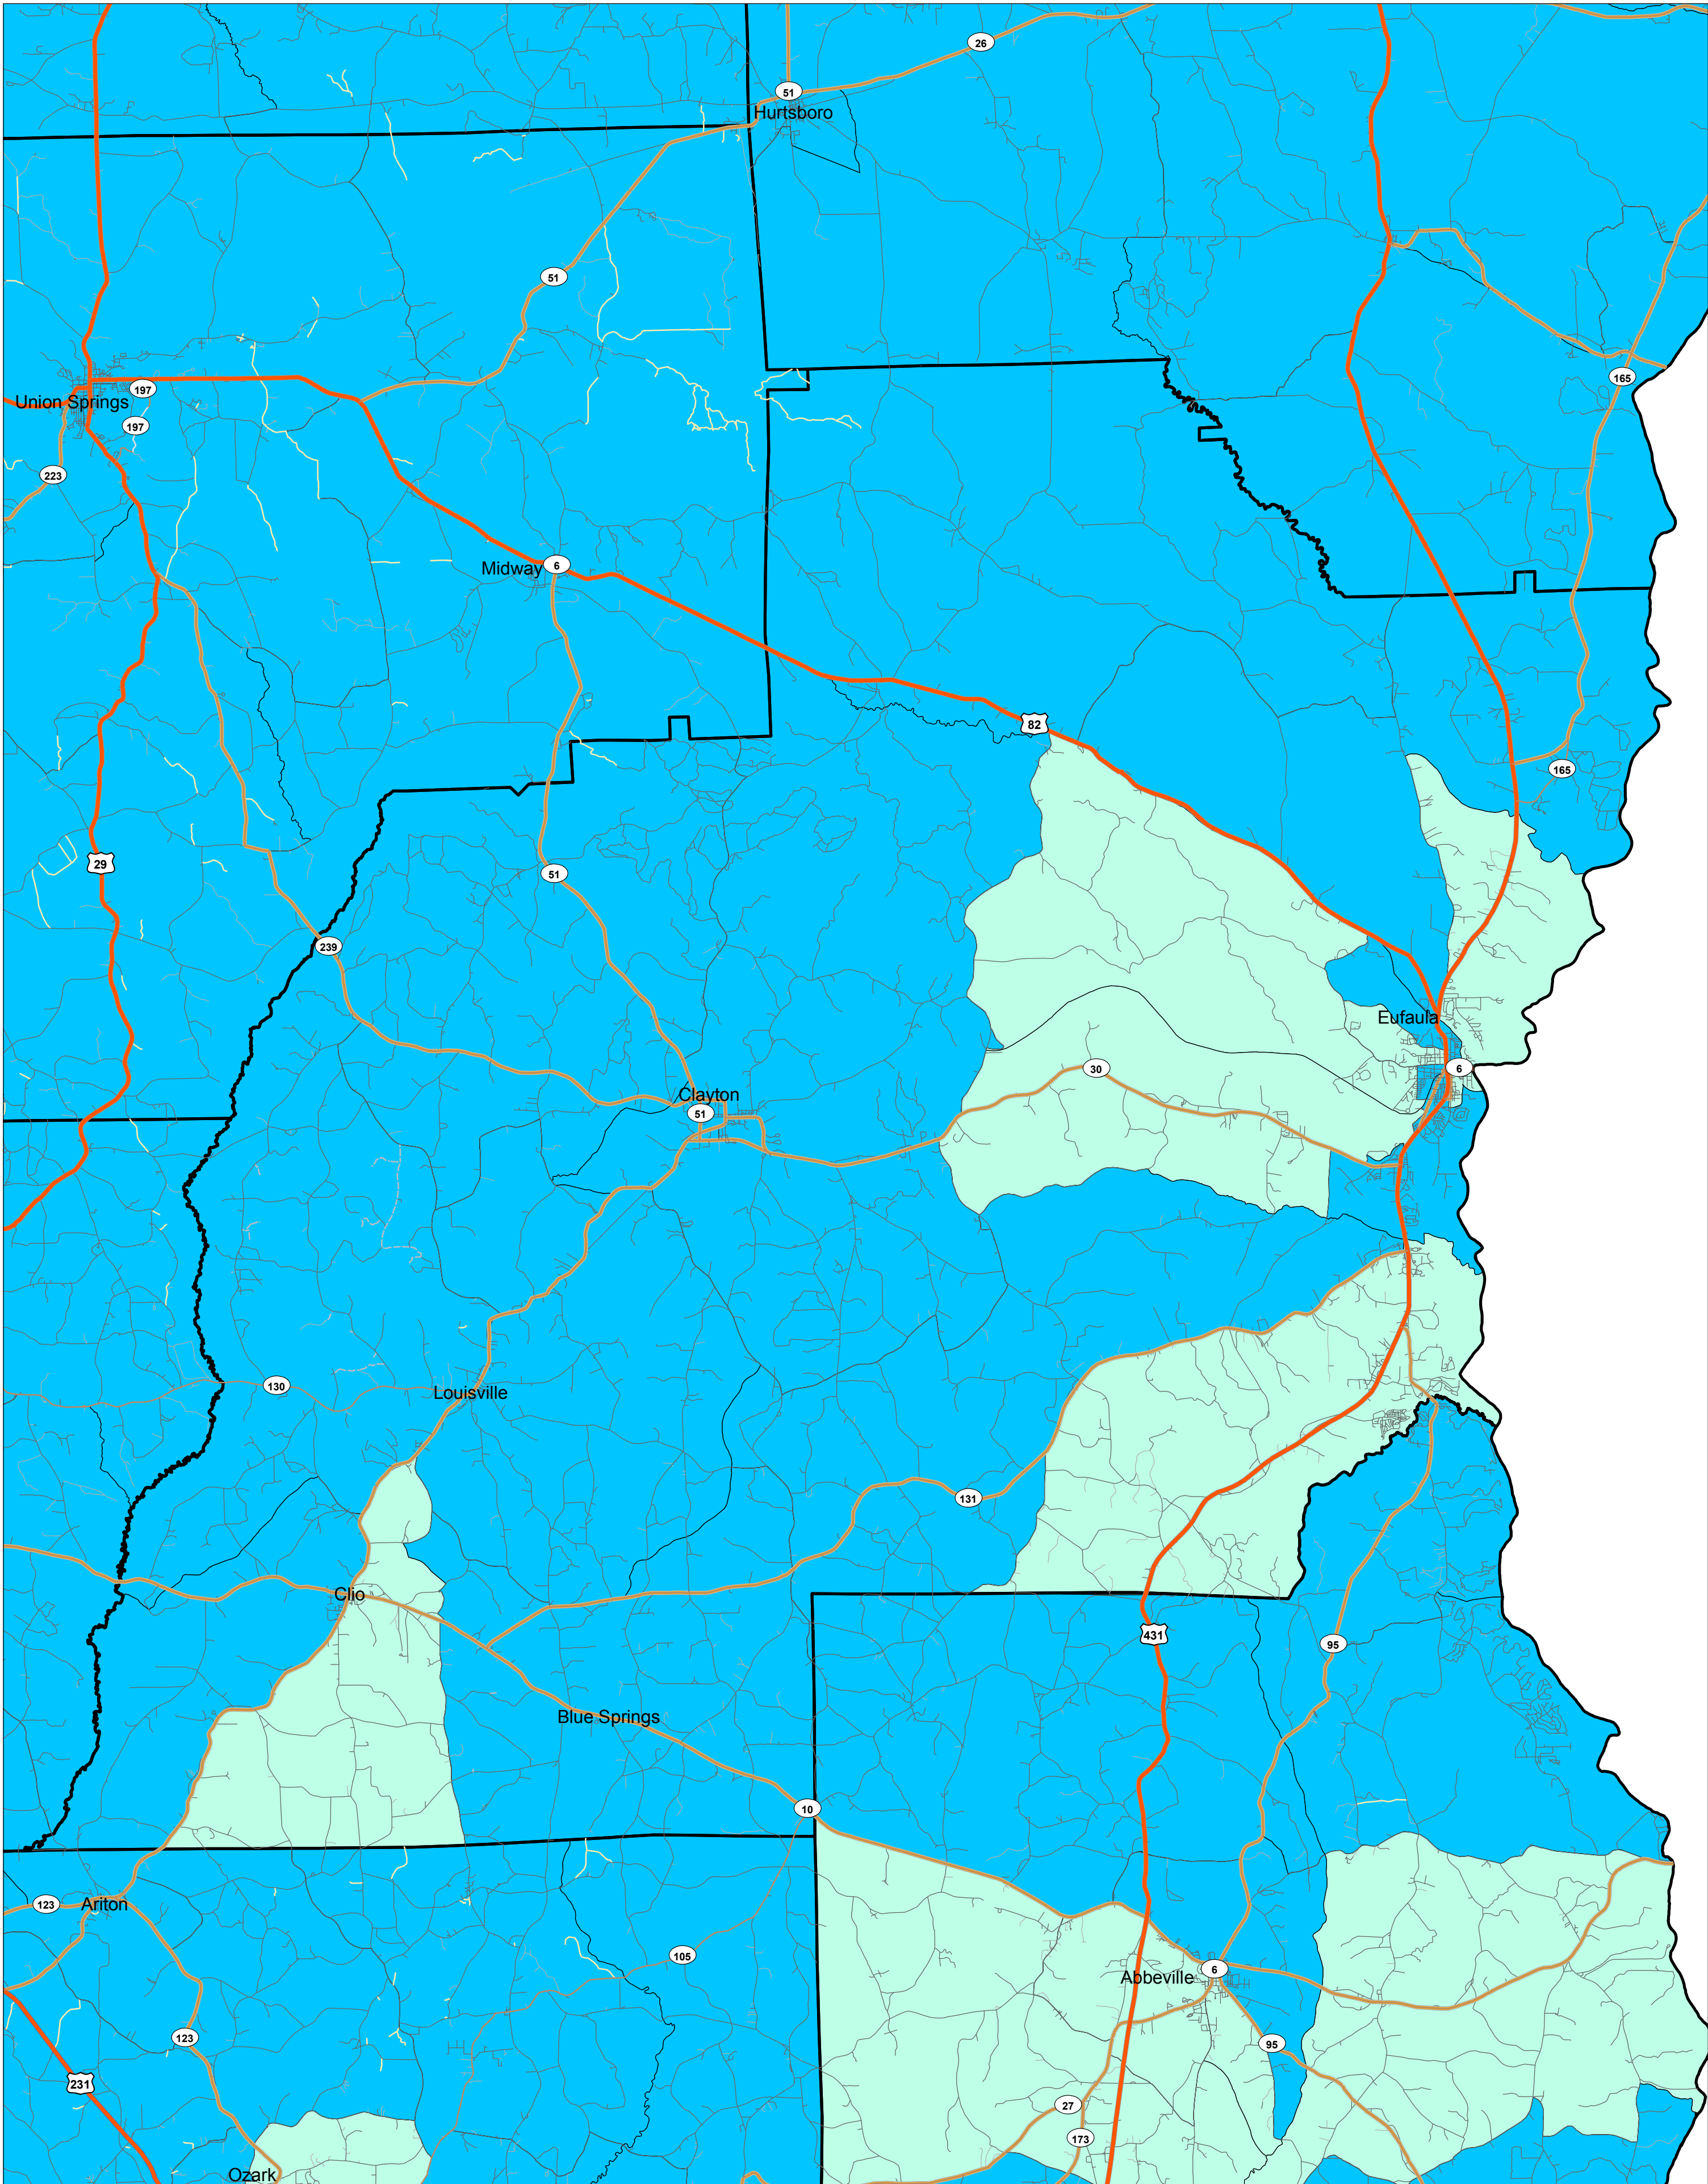 26
51
Hurtsboro
51
165
197
Union Springs
197
223
6
Midway
82
165
29
51
239
Eufaula
6
30
Clayton
51
130
Louisville
131
Clio
431
95
Blue Springs
10
123
Ariton
105
6
Abbeville
123
95
231
27
173
Ozark